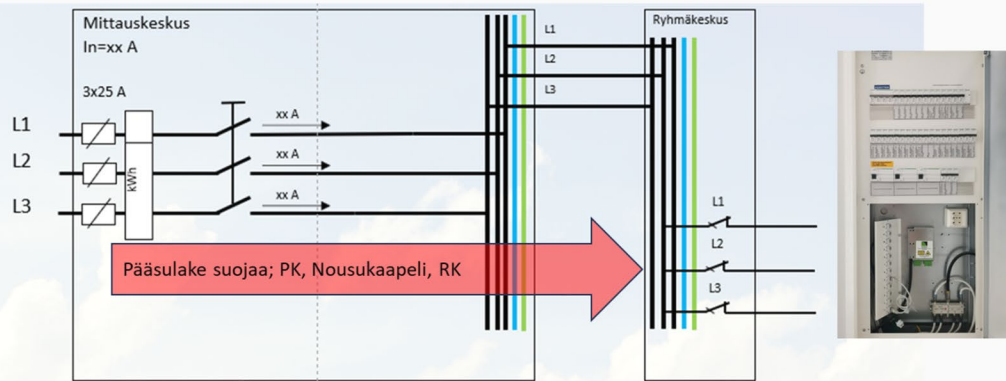 Mittauskeskus
In=xx A
3x25 A
L1
L2
L3
kWh
xx A
xx A
xx A
Pääsulake suojaa; PK, Nousukaapeli, RK
L1
L2
L3
Ryhmäkeskus
L1
L2
L3